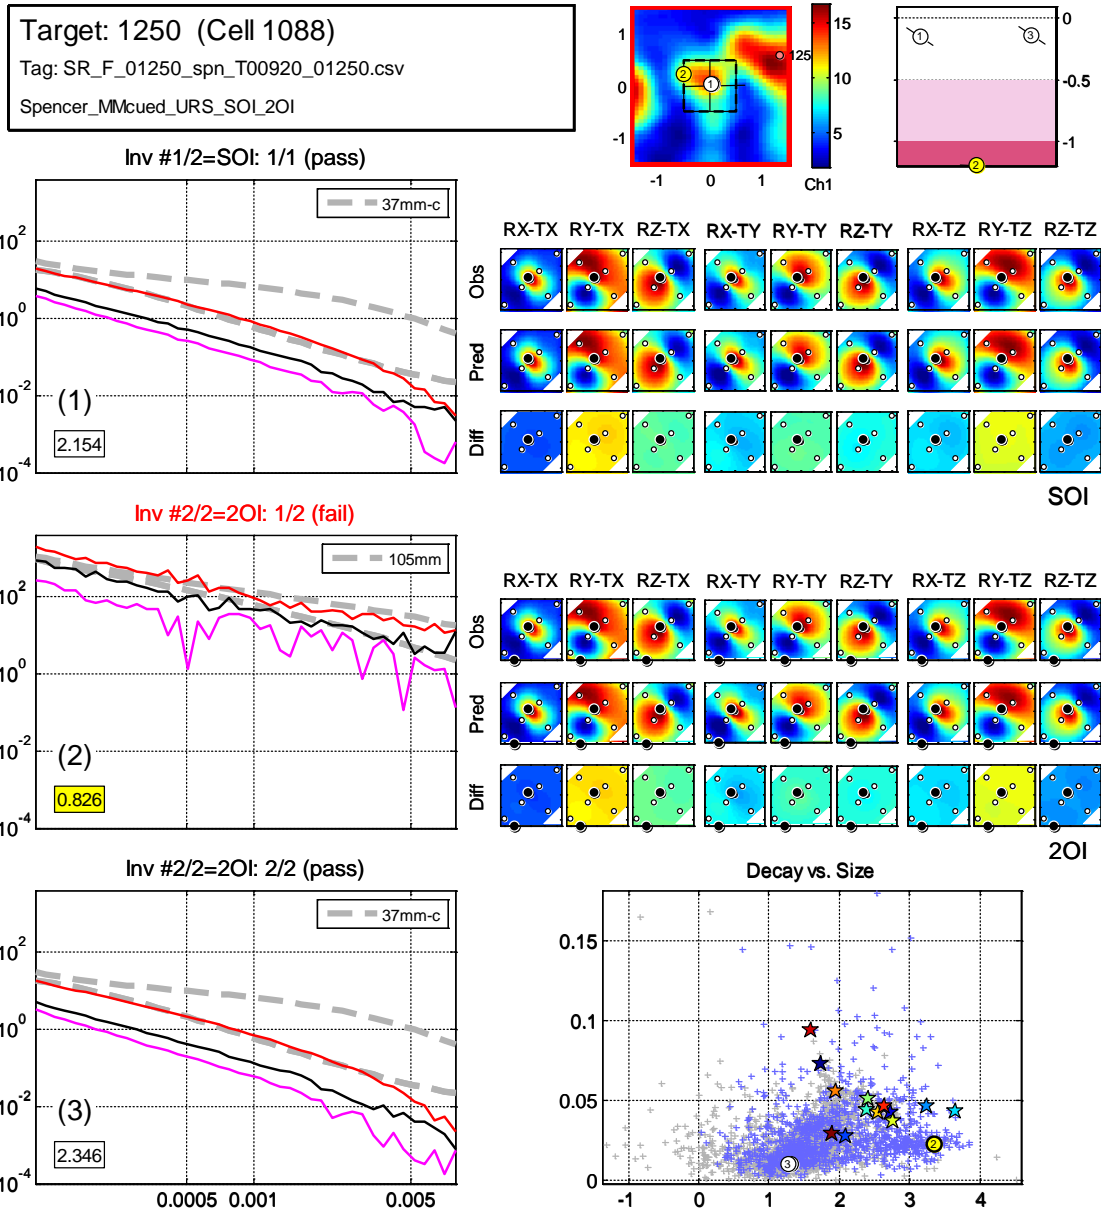 Target: 1250 (Cell 1088)
Tag: SR_F_01250_spn_T00920_01250.csv
Spencer_MMcued_URS_SOI_2OI
1
0
-1
-1 0 1
2
1
125
15
10
5
Ch1
1
3
2
0
-0.5
-1
Inv #1/2=SOI: 1/1 (pass)
37mm-c
10^2
10^0
10^-2
10^-4
(1)
2.154
RX-TX RY-TX RZ-TX RX-TY RY-TY RZ-TY RX-TZ RY-TZ RZ-TZ
Obs
Pred
Diff
SOI
Inv #2/2=2OI: 1/2 (fail)
105mm
10^2
10^0
10^-2
10^-4
(2)
0.826
RX-TX RY-TX RZ-TX RX-TY RY-TY RZ-TY RX-TZ RY-TZ RZ-TZ
Obs
Pred
Diff
2OI
Inv #2/2=2OI: 2/2 (pass)
37mm-c
10^2
10^0
10^-2
10^-4
(3)
2.346
0.0005 0.001 0.005
Decay vs. Size
0.15
0.1
0.05
0
2
3
-1 0 1 2 3 4